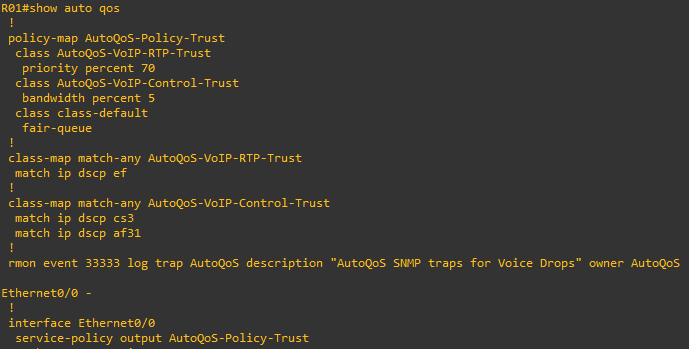 R01#show auto qos
!
policy-map AutoQoS-Policy-Trust
class AutoQoS-VoIP-RTP-Trust
priority percent 70
class AutoQoS-VoIP-Control-Trust
bandwidth percent 5
class class-default
fair-queue
!
class-map match-any AutoQoS-VoIP-RTP-Trust
match ip dscp ef
!
class-map match-any AutoQoS-VoIP-Control-Trust
match ip dscp cs3
match ip dscp af31
!
rmon event 33333 log trap AutoQoS description "AutoQoS SNMP traps for Voice Drops" owner AutoQoS
Ethernet0/0 -
!
interface Ethernet0/0
service-policy output AutoQoS-Policy-Trust